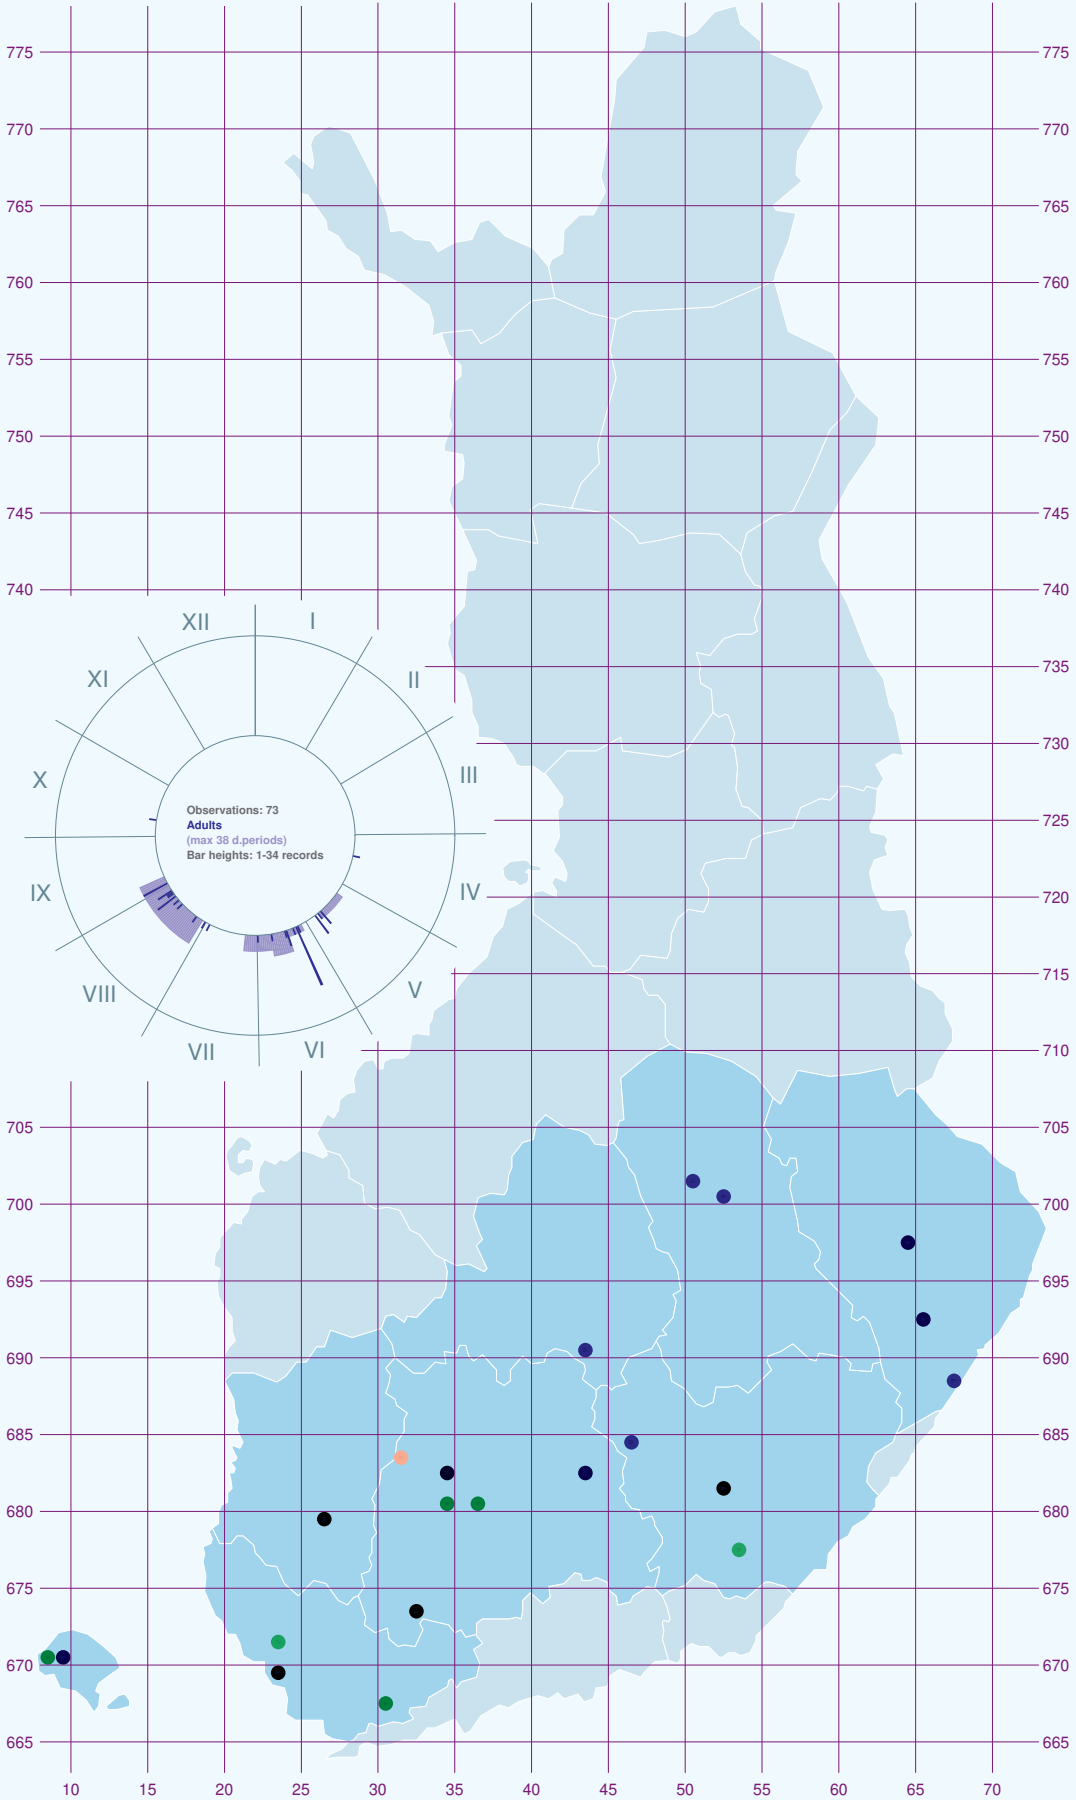 775 775
770 770
765 765
760 760
755 755
750 750
745 745
740 740
XII I
XI II
735
730
X III
725
Observations: 73
Adults
(max 38 d.periods)
Bar heights: 1-34 records
IX IV
720
VIII V
715
VII VI
710
705 705
700 700
695 695
690 690
685 685
680 680
675 675
670 670
665 665
10 15 20 25 30 35 40 45 50 55 60 65 70